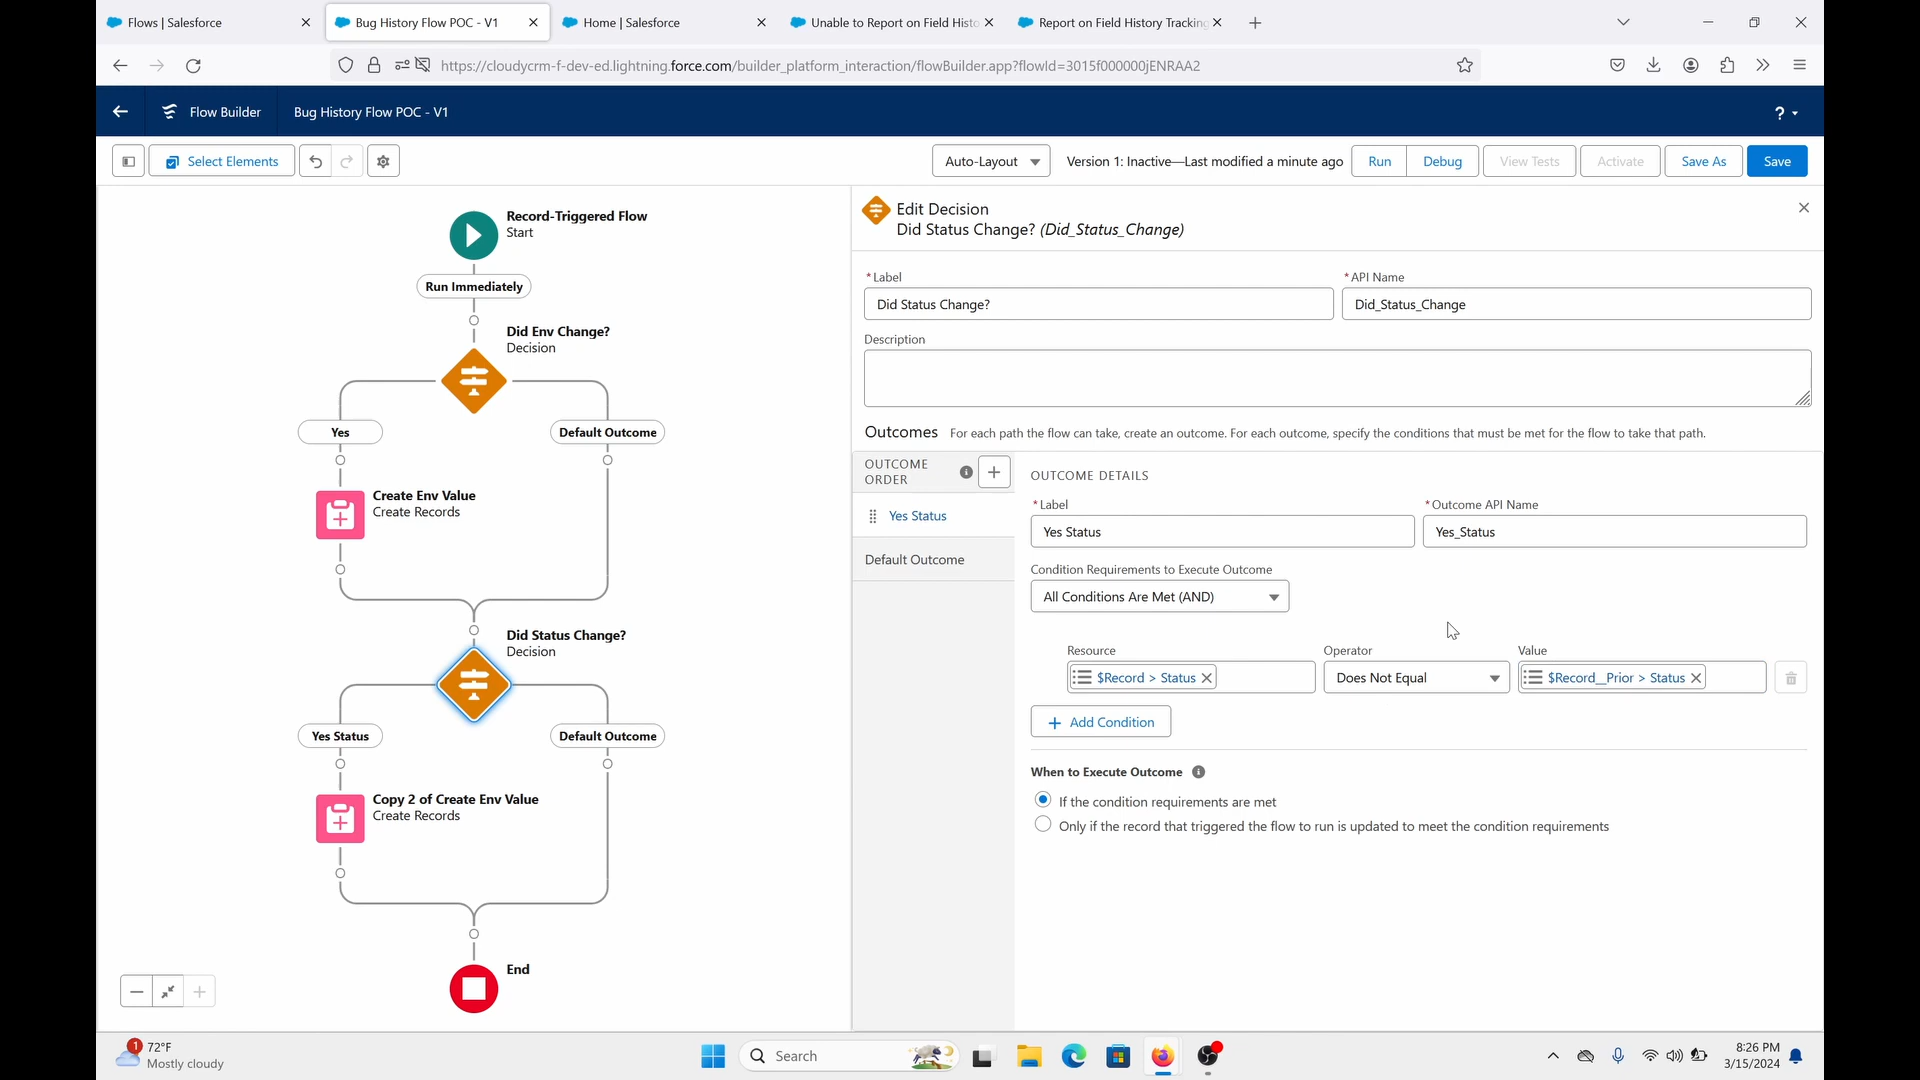 Flows | Salesforce
Bug History Flow POC - V1
Home | Salesforce
Unable to Report on Field Histo
Report on Field History Tracking
https://cloudycrm-f-dev-ed.lightning.force.com/builder_platform_interaction/flowBuilder.app?flowId=3015f000000jENRAA2
Flow Builder
Bug History Flow POC - V1
?
Select Elements
Auto-Layout
Version 1: Inactive—Last modified a minute ago
Run
Debug
View Tests
Activate
Save As
Save
Record-Triggered Flow
Start
Run Immediately
Did Env Change?
Decision
Yes
Default Outcome
Create Env Value
Create Records
Did Status Change?
Decision
Yes Status
Default Outcome
Copy 2 of Create Env Value
Create Records
End
Edit Decision
Did Status Change? (Did_Status_Change)
*Label
*API Name
Did Status Change?
Did_Status_Change
Description
Outcomes For each path the flow can take, create an outcome. For each outcome, specify the conditions that must be met for the flow to take that path.
OUTCOME
ORDER
Yes Status
Default Outcome
OUTCOME DETAILS
*Label
*Outcome API Name
Yes Status
Yes_Status
Condition Requirements to Execute Outcome
All Conditions Are Met (AND)
Resource
Operator
Value
$Record > Status
Does Not Equal
$Record__Prior > Status
Add Condition
When to Execute Outcome
If the condition requirements are met
Only if the record that triggered the flow to run is updated to meet the condition requirements
1
72°F
Mostly cloudy
Search
8:26 PM
3/15/2024